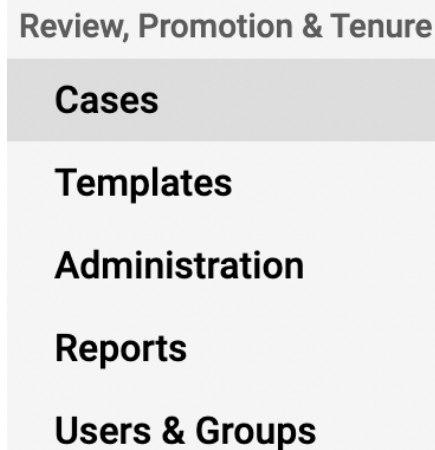 Review, Promotion & Tenure
Cases
Templates
Administration
Reports
Users & Groups